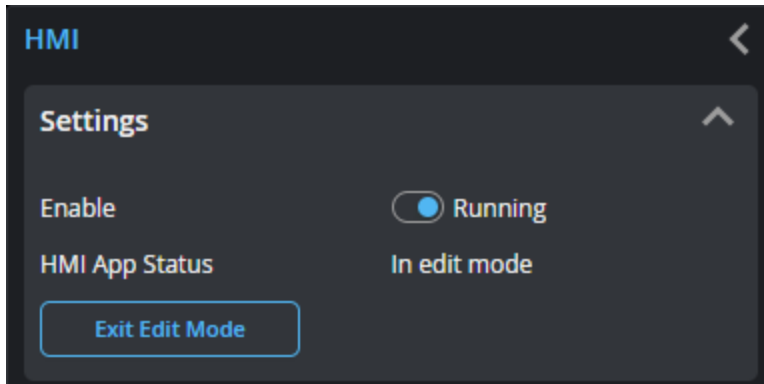 HMI
Settings
Enable Running
HMI App Status In edit mode
Exit Edit Mode